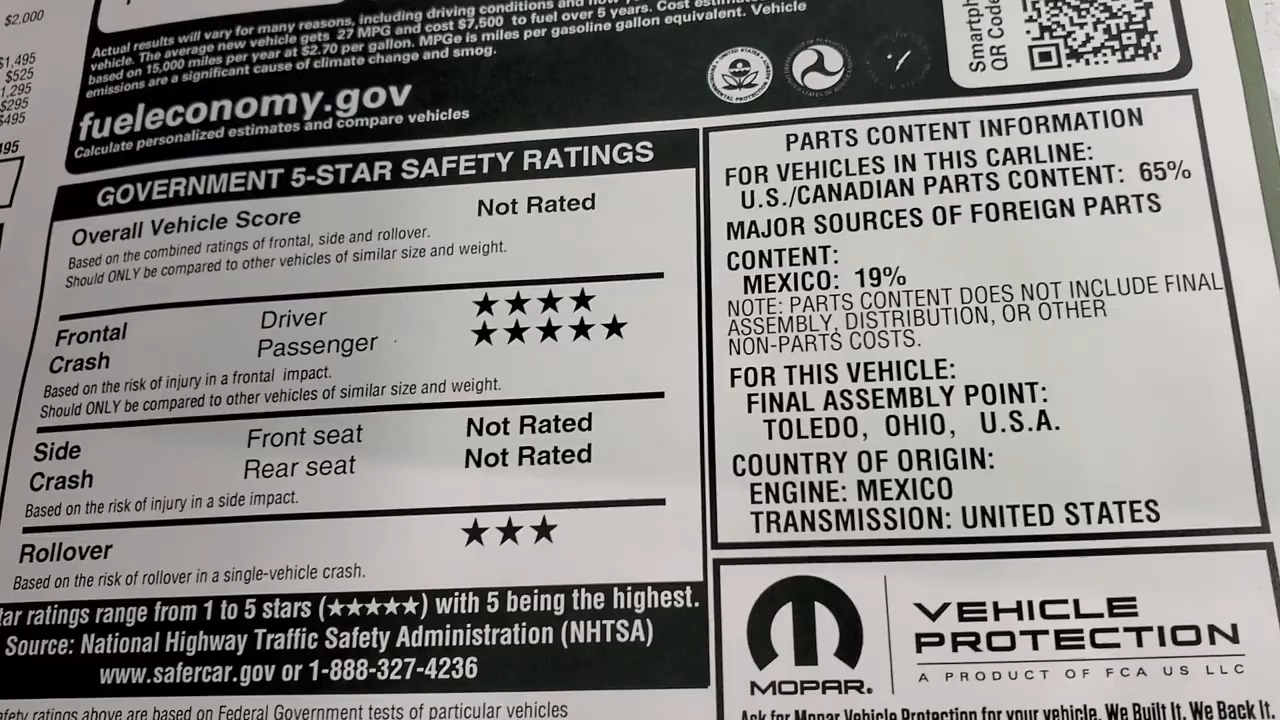 $2,000
$1,495
$525
1,295
$295
$495
195
Actual results will vary for many reasons, including driving conditions and how
vehicle. The average new vehicle gets 27 MPG and cost $7,500 to fuel over 5 years. Cost
based on 15,000 miles per year at $2.70 per gallon. MPGe is miles per gasoline gallon equivalent. Vehicle
emissions are a significant cause of climate change and smog.
fueleconomy.gov
Calculate personalized estimates and compare vehicles
QR Code
GOVERNMENT 5-STAR SAFETY RATINGS
Overall Vehicle Score Not Rated
Based on the combined ratings of frontal, side and rollover.
Should ONLY be compared to other vehicles of similar size and weight.
Frontal Driver ★★★★
Crash Passenger ★★★★★
Based on the risk of injury in a frontal impact.
Should ONLY be compared to other vehicles of similar size and weight.
Side Front seat Not Rated
Crash Rear seat Not Rated
Based on the risk of injury in a side impact.
Rollover ★★★
Based on the risk of rollover in a single-vehicle crash.
tar ratings range from 1 to 5 stars (★★★★★) with 5 being the highest.
Source: National Highway Traffic Safety Administration (NHTSA)
www.safercar.gov or 1-888-327-4236
afety ratings above are based on Federal Government tests of particular vehicles
PARTS CONTENT INFORMATION
FOR VEHICLES IN THIS CARLINE:
U.S./CANADIAN PARTS CONTENT: 65%
MAJOR SOURCES OF FOREIGN PARTS
CONTENT:
MEXICO: 19%
NOTE: PARTS CONTENT DOES NOT INCLUDE FINAL
ASSEMBLY, DISTRIBUTION, OR OTHER
NON-PARTS COSTS.
FOR THIS VEHICLE:
FINAL ASSEMBLY POINT:
TOLEDO, OHIO, U.S.A.
COUNTRY OF ORIGIN:
ENGINE: MEXICO
TRANSMISSION: UNITED STATES
MOPAR.
VEHICLE
PROTECTION
A PRODUCT OF FCA US LLC
Ask for Mopar Vehicle Protection for your vehicle. We Built It. We Back It.